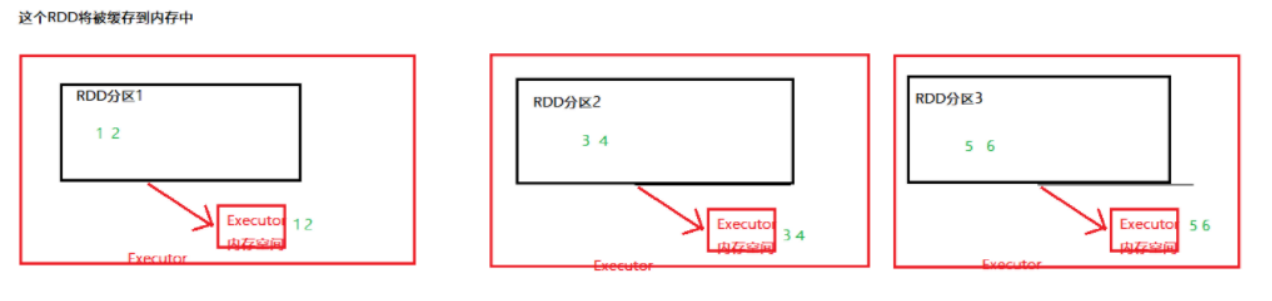 这个RDD将被缓存到内存中
RDD分区1
1 2
Executor
内存空间
1 2
Executor
RDD分区2
3 4
Executor
内存空间
3 4
Executor
RDD分区3
5 6
Executor
内存空间
5 6
Executor